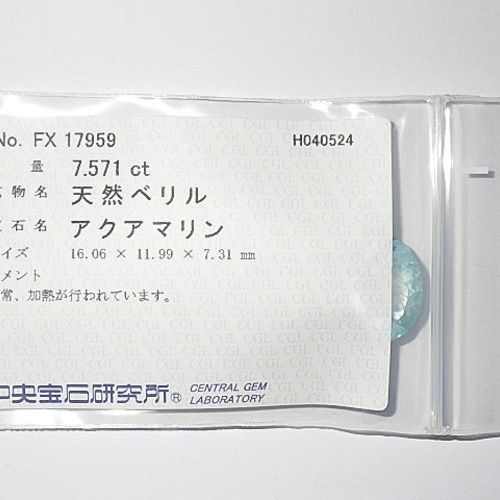 No. FX 17959
H040524
量 7.571 ct
物名 天然ベリル
石名 アクアマリン
イズ 16.06 × 11.99 × 7.31 mm
メント
常、加熱が行われています。
中央宝石研究所® CENTRAL GEM
LABORATORY